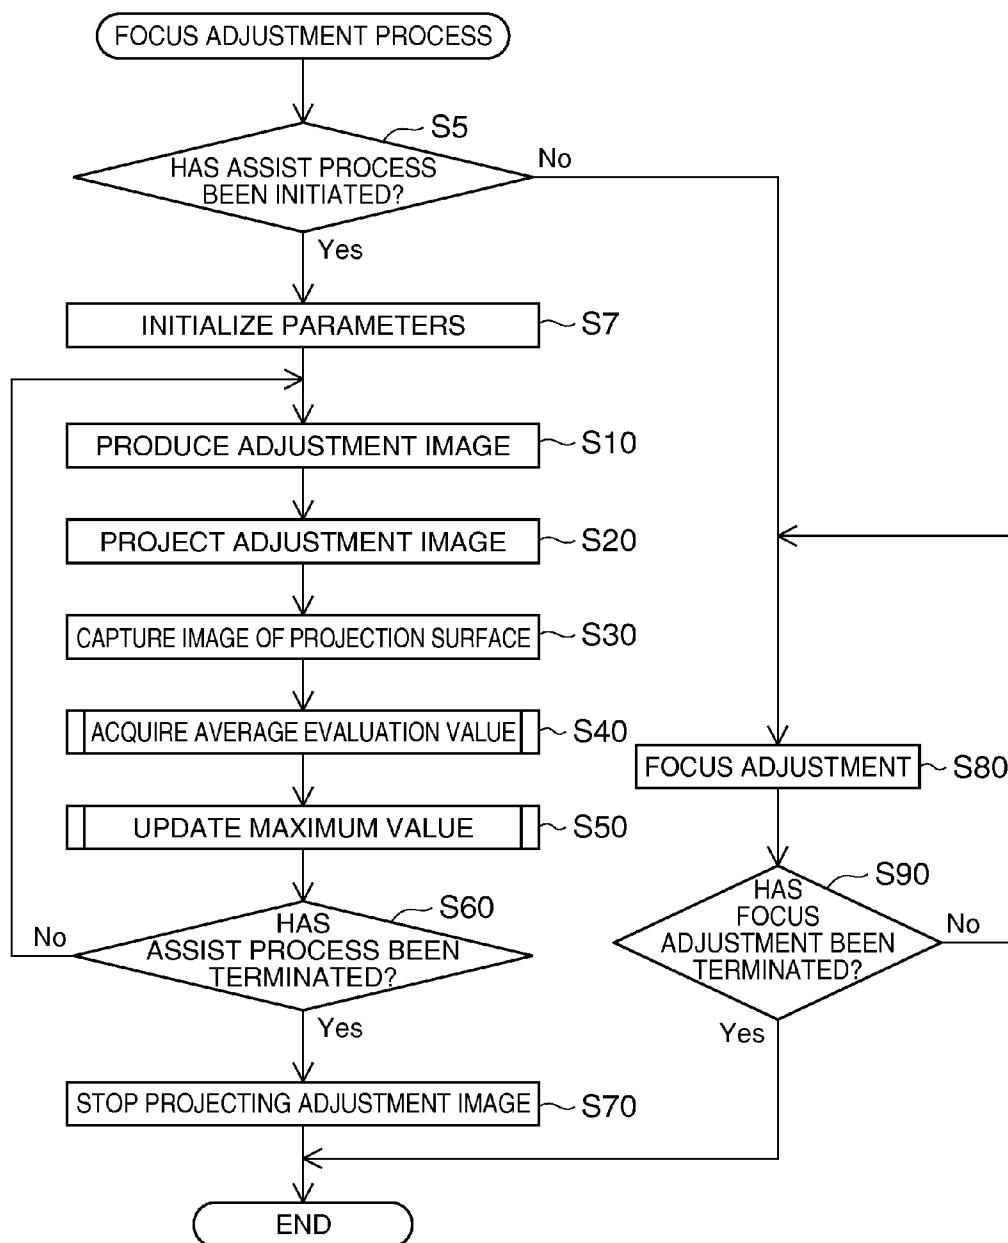 FOCUS ADJUSTMENT PROCESS
S5
HAS ASSIST PROCESS
BEEN INITIATED?
No
Yes
INITIALIZE PARAMETERS
S7
PRODUCE ADJUSTMENT IMAGE
S10
PROJECT ADJUSTMENT IMAGE
S20
CAPTURE IMAGE OF PROJECTION SURFACE
S30
ACQUIRE AVERAGE EVALUATION VALUE
S40
UPDATE MAXIMUM VALUE
S50
S60
HAS
ASSIST PROCESS BEEN
TERMINATED?
No
Yes
STOP PROJECTING ADJUSTMENT IMAGE
S70
FOCUS ADJUSTMENT
S80
S90
HAS
FOCUS
ADJUSTMENT BEEN
TERMINATED?
No
Yes
END